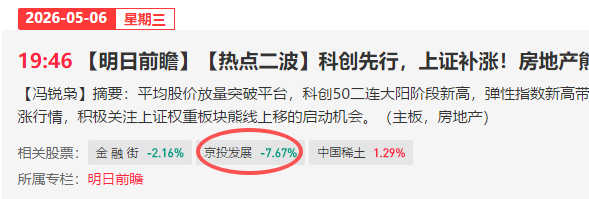 2026-05-06 星期三
19:46 【明日前瞻】【热点二波】科创先行，上证补涨！房地产能
【冯锐枭】摘要：平均股价放量突破平台，科创50二连大阳阶段新高，弹性指数新高带
涨行情，积极关注上证权重板块能线上移的启动机会。（主板，房地产）
相关股票： 金 融 街 -2.16% 京投发展 -7.67% 中国稀土 1.29%
所属专栏：明日前瞻